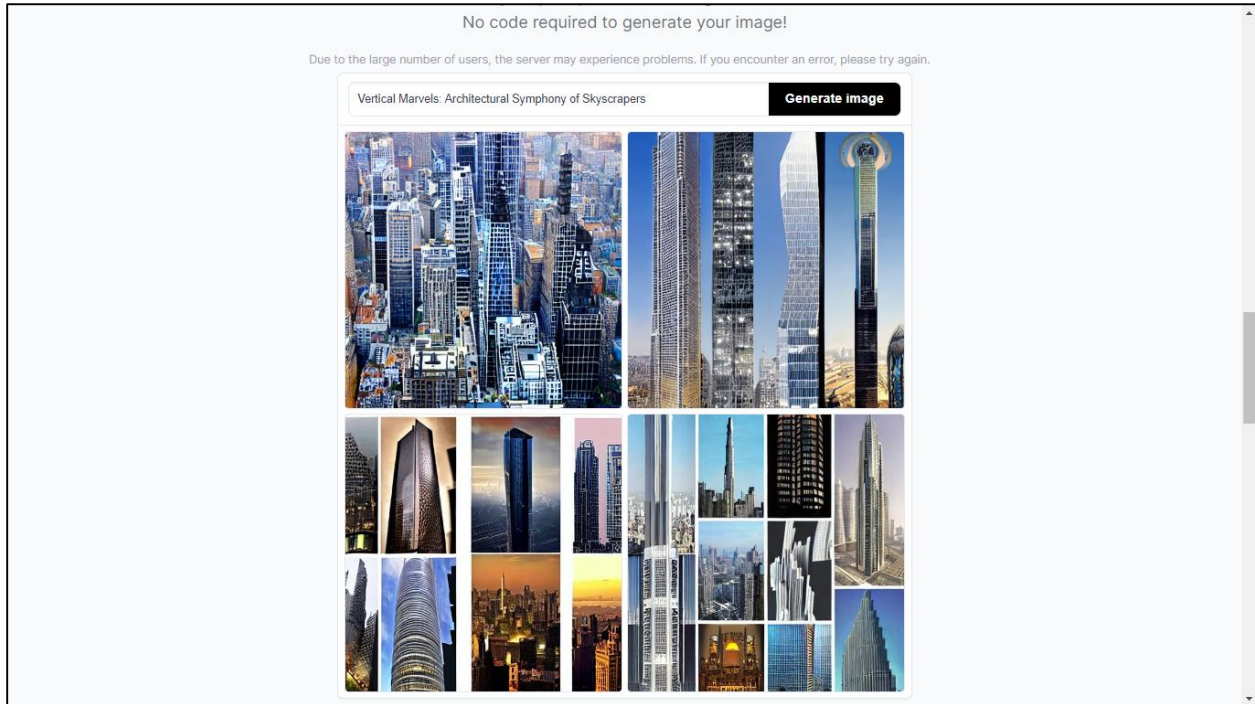 No code required to generate your image!
Due to the large number of users, the server may experience problems. If you encounter an error, please try again.
Vertical Marvels: Architectural Symphony of Skyscrapers
Generate image